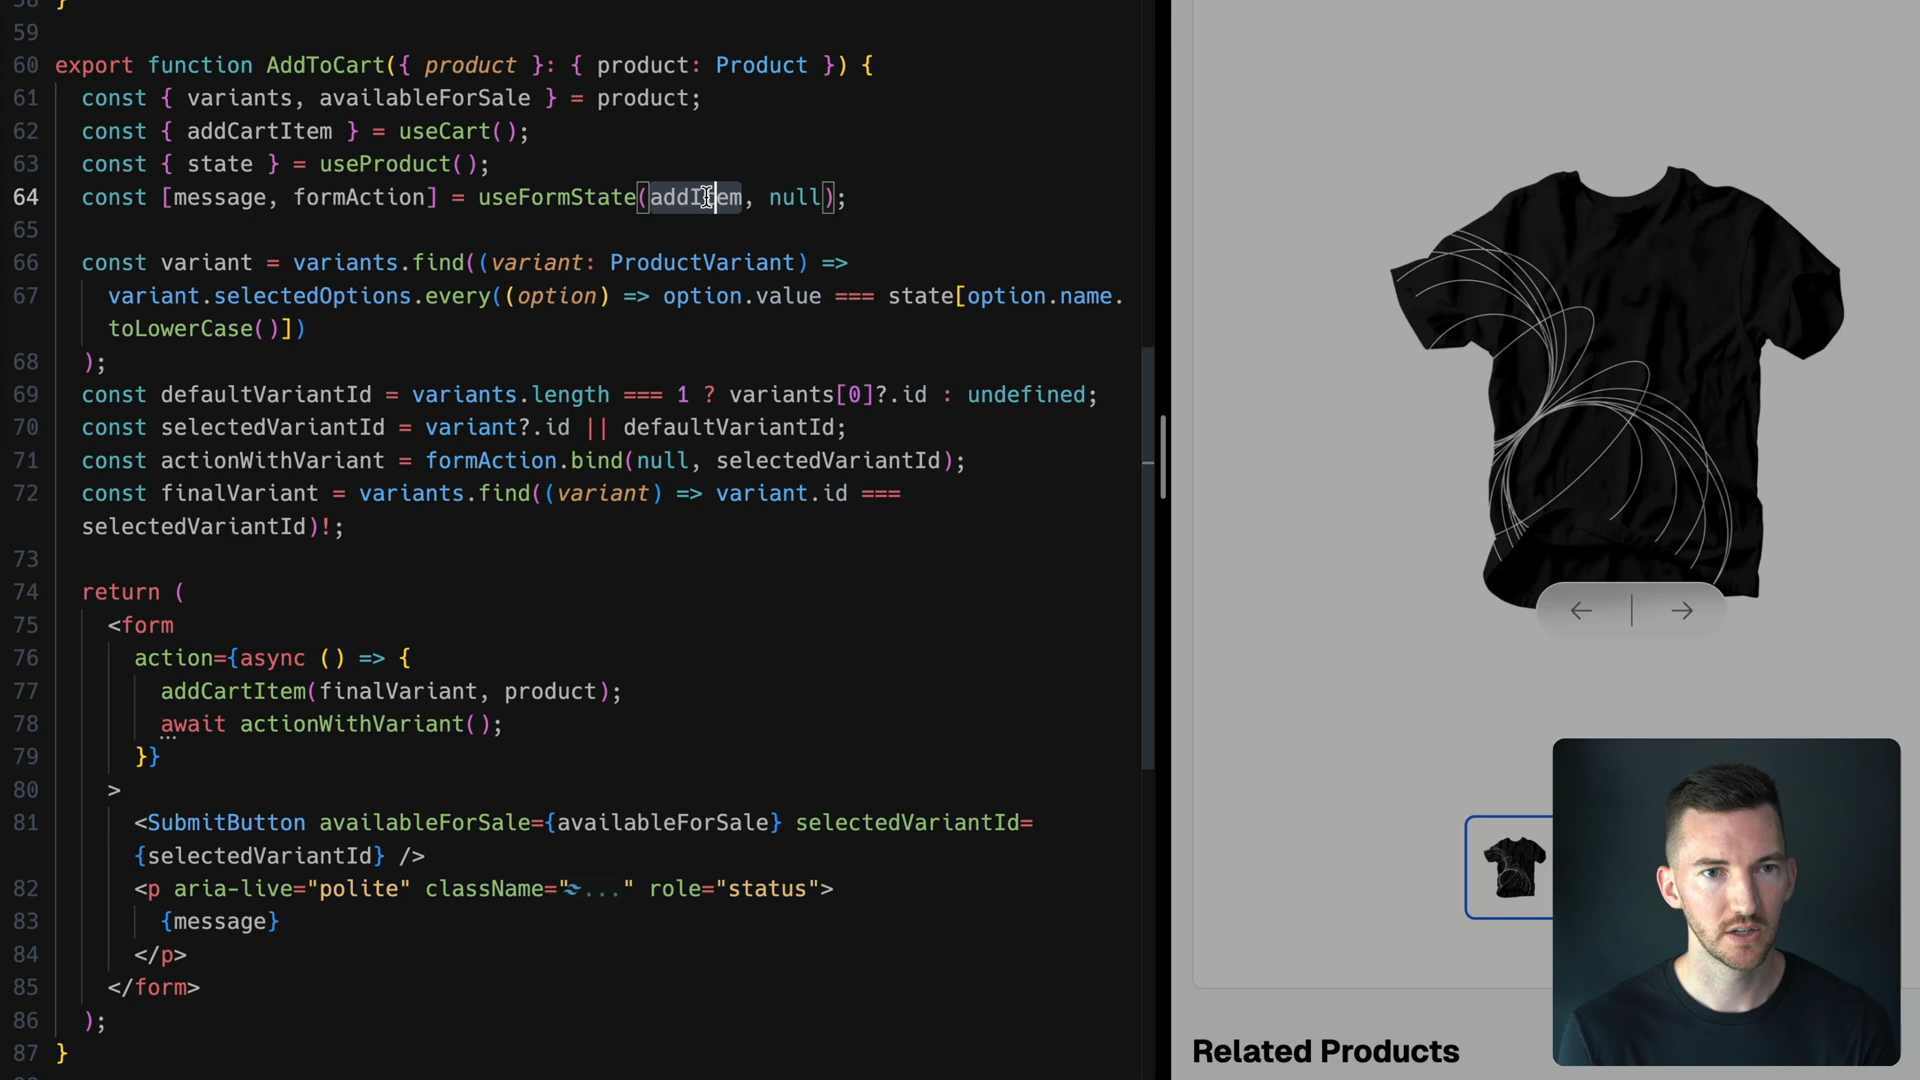 58 }
59
60 export function AddToCart({ product }: { product: Product }) {
61 const { variants, availableForSale } = product;
62 const { addCartItem } = useCart();
63 const { state } = useProduct();
64 const [message, formAction] = useFormState(addItem, null);
65
66 const variant = variants.find((variant: ProductVariant) =>
67 variant.selectedOptions.every((option) => option.value === state[option.name.
toLowerCase()])
68 );
69 const defaultVariantId = variants.length === 1 ? variants[0]?.id : undefined;
70 const selectedVariantId = variant?.id || defaultVariantId;
71 const actionWithVariant = formAction.bind(null, selectedVariantId);
72 const finalVariant = variants.find((variant) => variant.id ===
selectedVariantId)!;
73
74 return (
75 <form
76 action={async () => {
77 addCartItem(finalVariant, product);
78 await actionWithVariant();
79 }}
80 >
81 <SubmitButton availableForSale={availableForSale} selectedVariantId=
{selectedVariantId} />
82 <p aria-live="polite" className="≈..." role="status">
83 {message}
84 </p>
85 </form>
86 );
87 }
Related Products